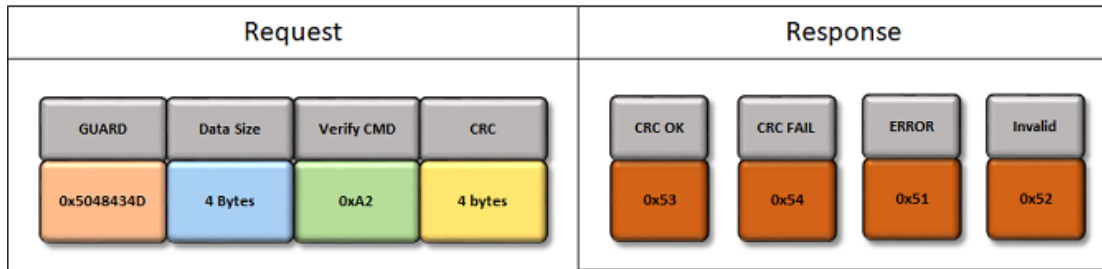 Request
Response
GUARD Data Size Verify CMD CRC
CRC OK CRC FAIL ERROR Invalid
0x5048434D 4 Bytes 0xA2 4 bytes
0x53 0x54 0x51 0x52